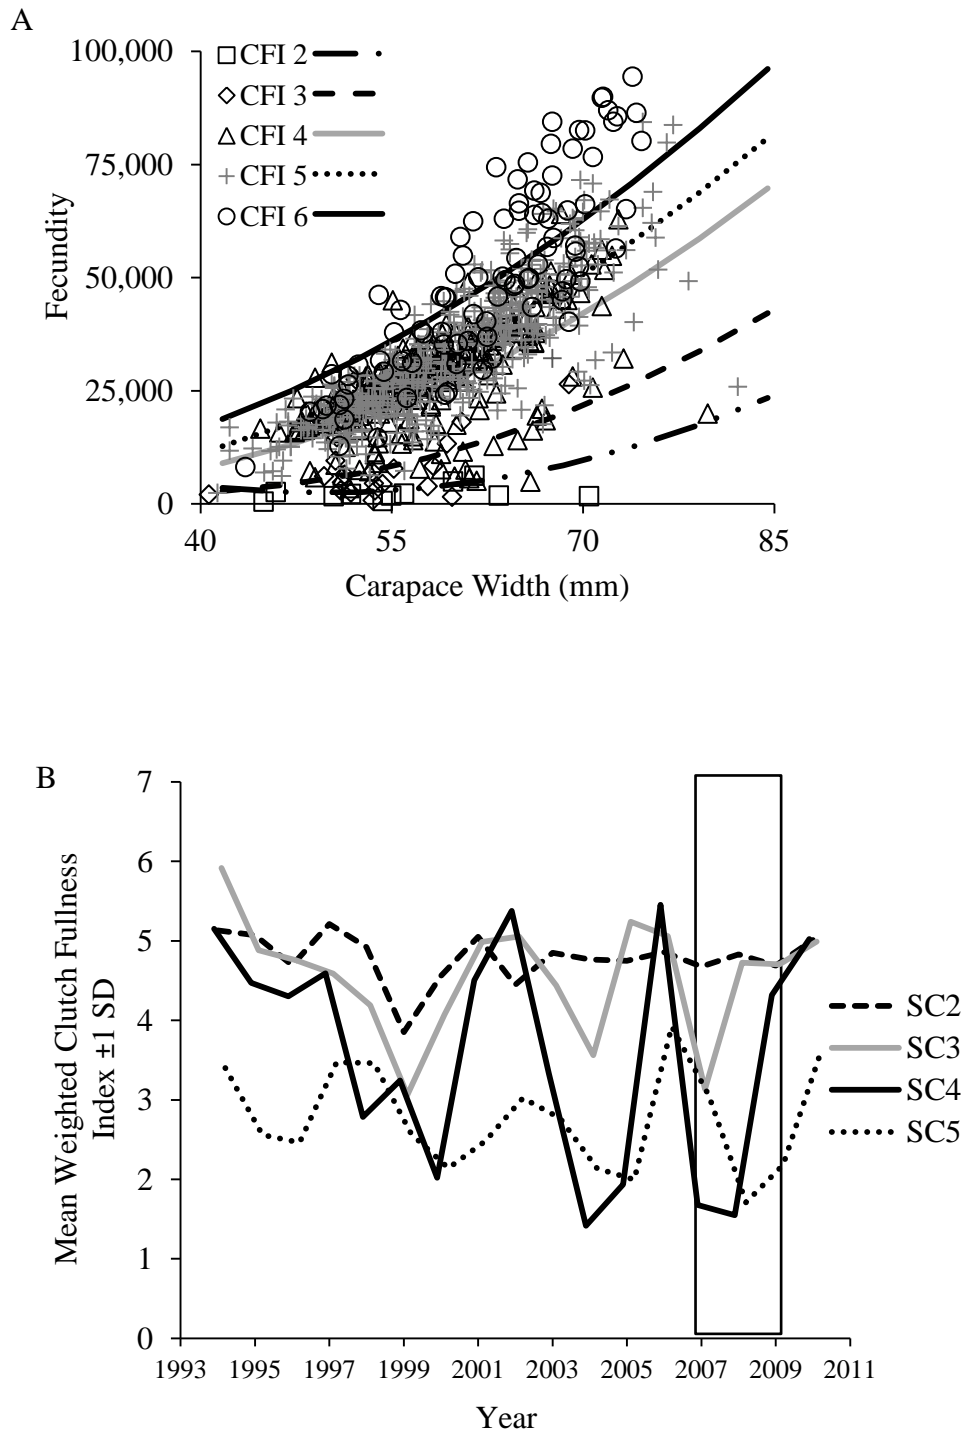 A
100,000
75,000
50,000
25,000
0
Fecundity
CFI 2
CFI 3
CFI 4
CFI 5
CFI 6
40 55 70 85
Carapace Width (mm)
B
7
6
5
4
3
2
1
0
Mean Weighted Clutch Fullness
Index ±1 SD
SC2
SC3
SC4
SC5
1993 1995 1997 1999 2001 2003 2005 2007 2009 2011
Year